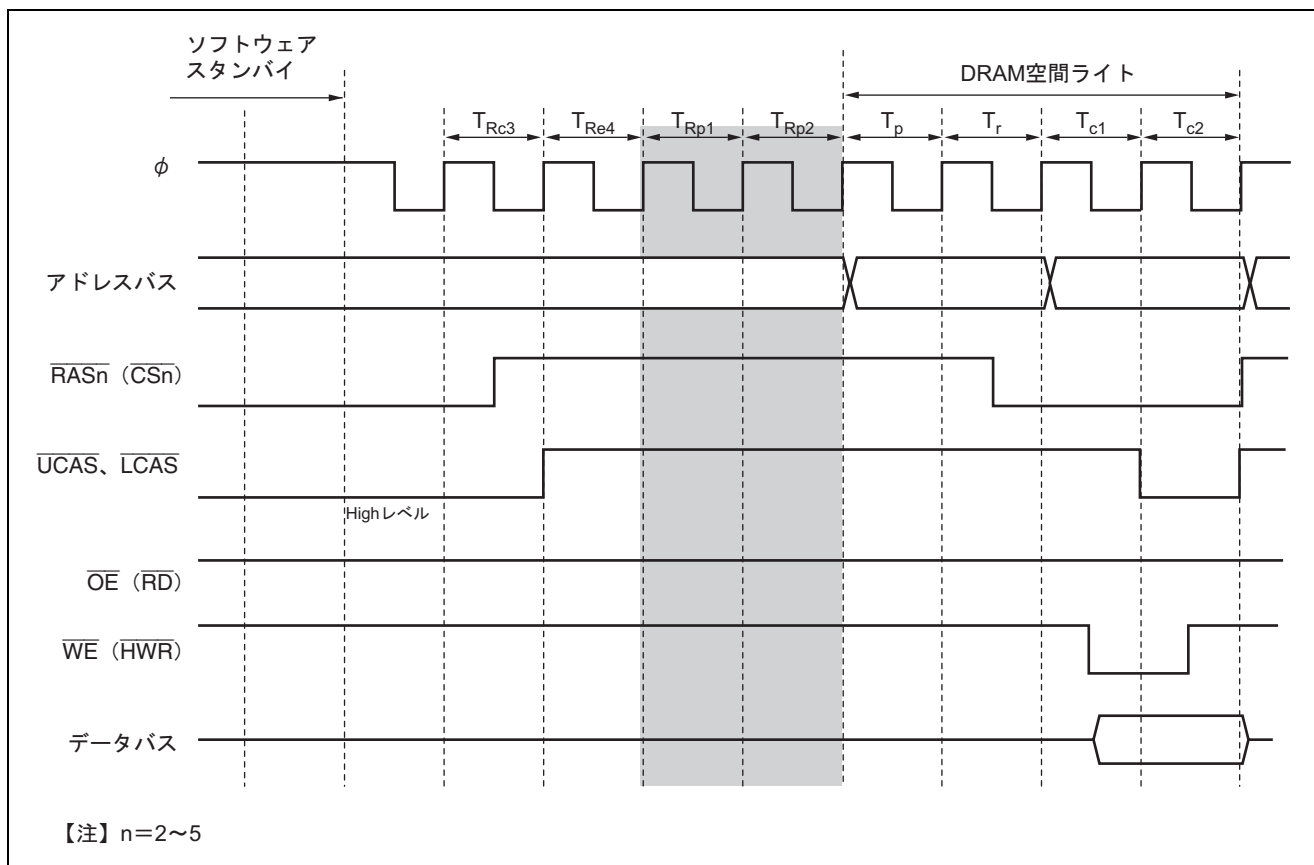 ソフトウェア
スタンバイ
DRAM空間ライト
TRc3 TRe4 TRp1 TRp2 Tp Tr Tc1 Tc2
φ
アドレスバス
RASn（CSn）
UCAS、LCAS
Highレベル
OE（RD）
WE（HWR）
データバス
【注】n＝2～5